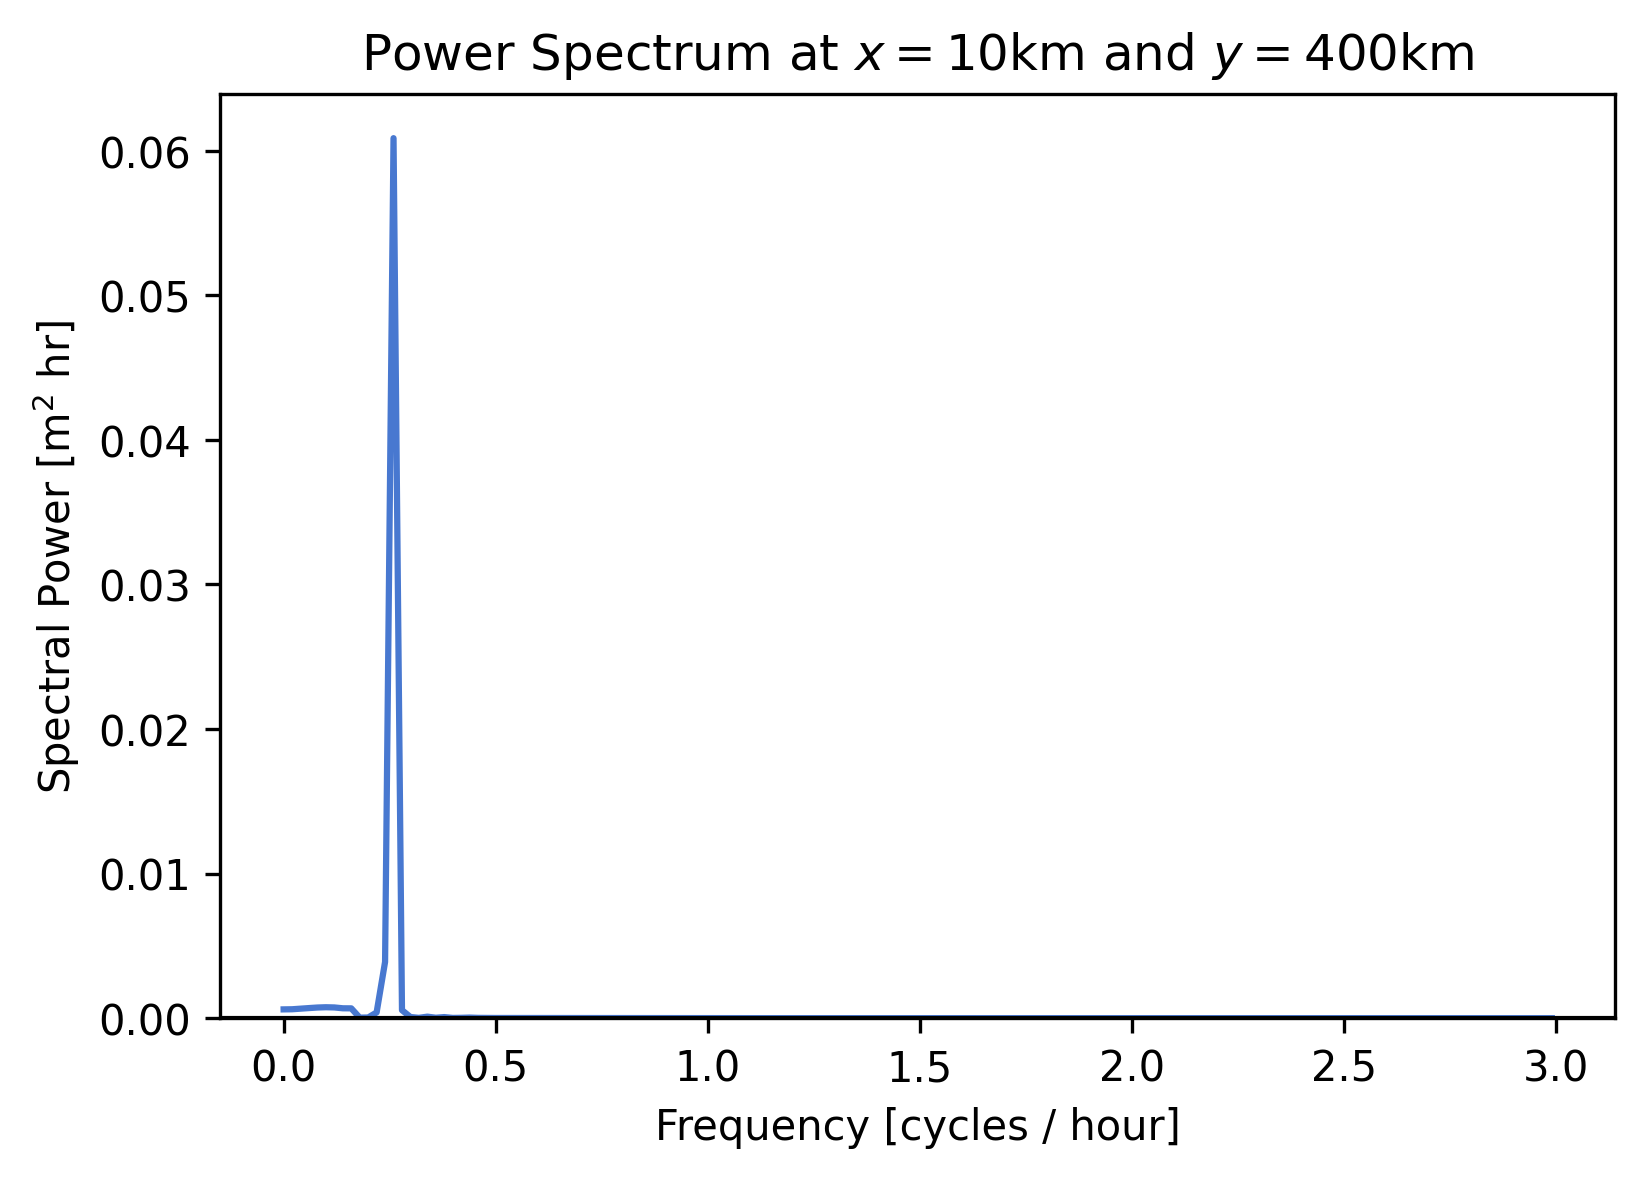 Power Spectrum at x = 10km and y = 400km
0.06
0.05
0.04
0.03
0.02
0.01
0.00
Spectral Power [m² hr]
0.0 0.5 1.0 1.5 2.0 2.5 3.0
Frequency [cycles / hour]